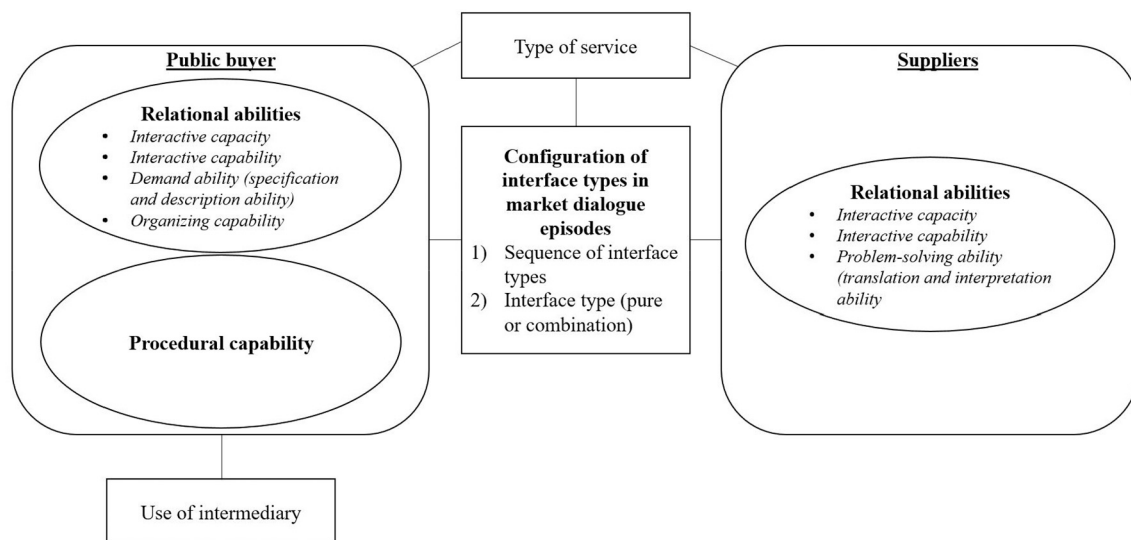 Type of service
Public buyer
Relational abilities
• Interactive capacity
• Interactive capability
• Demand ability (specification
and description ability)
• Organizing capability
Procedural capability
Use of intermediary
Configuration of
interface types in
market dialogue
episodes
1) Sequence of interface
types
2) Interface type (pure
or combination)
Suppliers
Relational abilities
• Interactive capacity
• Interactive capability
• Problem-solving ability
(translation and interpretation
ability